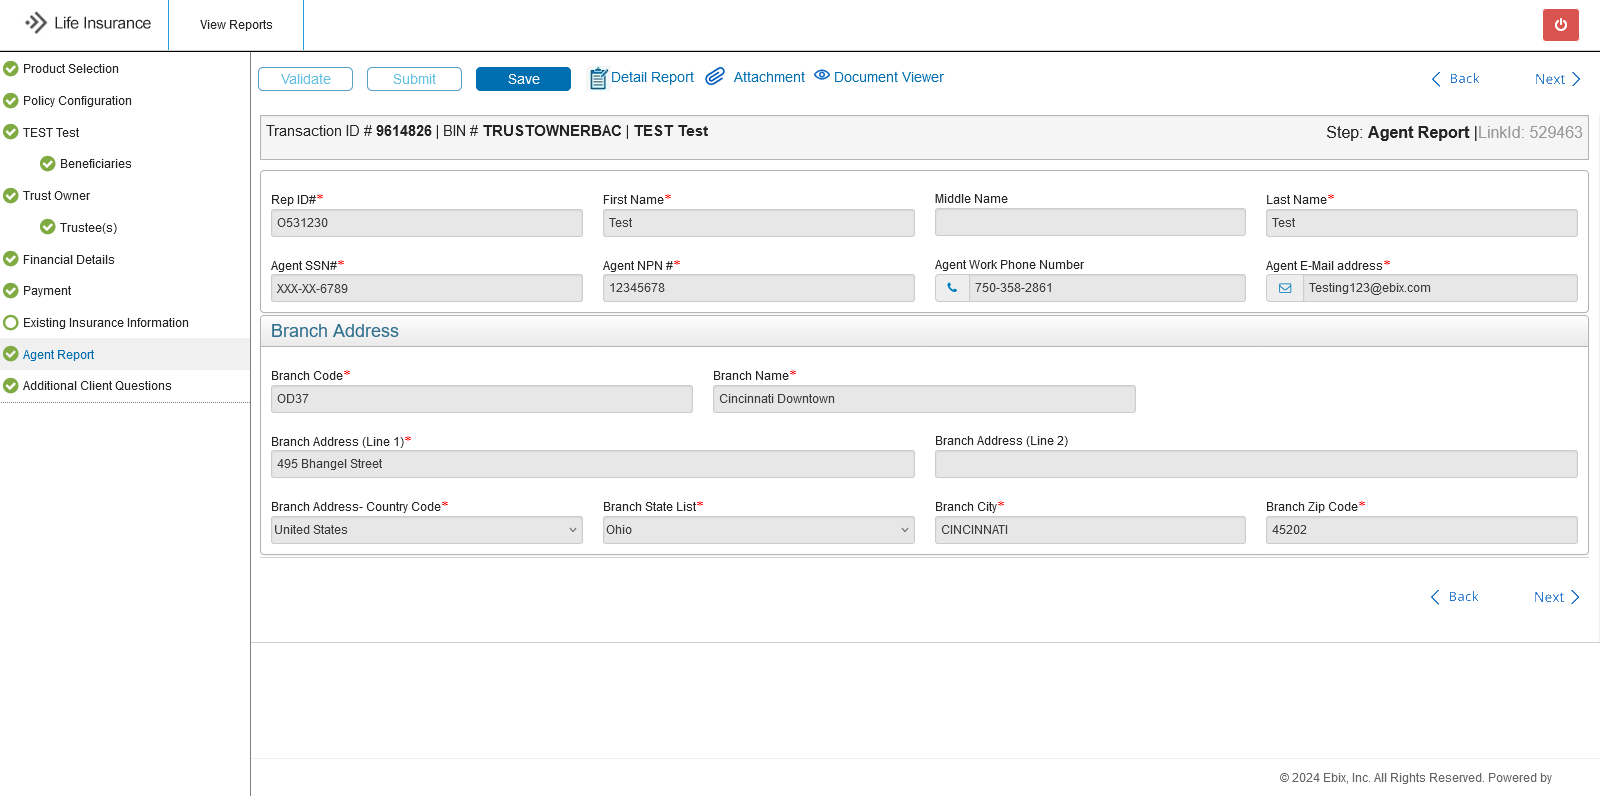 Life Insurance
View Reports
Product Selection
Policy Configuration
TEST Test
Beneficiaries
Trust Owner
Trustee(s)
Financial Details
Payment
Existing Insurance Information
Agent Report
Additional Client Questions
Validate Submit Save Detail Report Attachment Document Viewer Back Next
Transaction ID # 9614826 | BIN # TRUSTOWNERBAC | TEST Test
Step: Agent Report |LinkId: 529463
Rep ID#* First Name* Middle Name Last Name*
O531230 Test Test
Agent SSN#* Agent NPN #* Agent Work Phone Number Agent E-Mail address*
XXX-XX-6789 12345678 750-358-2861 Testing123@ebix.com
Branch Address
Branch Code* Branch Name*
OD37 Cincinnati Downtown
Branch Address (Line 1)* Branch Address (Line 2)
495 Bhangel Street
Branch Address- Country Code* Branch State List* Branch City* Branch Zip Code*
United States Ohio CINCINNATI 45202
Back Next
© 2024 Ebix, Inc. All Rights Reserved. Powered by